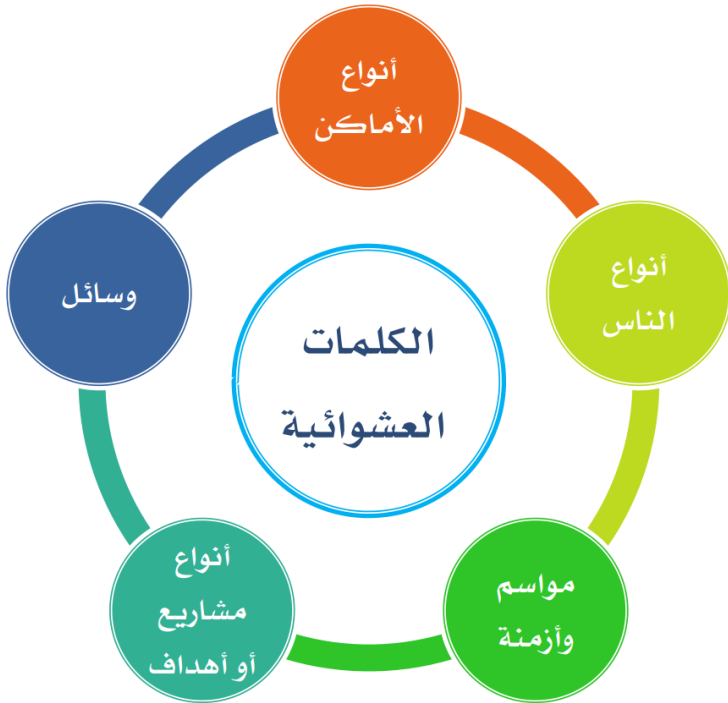 الكلمات
العشوائية
أنواع
الأماكن
أنواع
الناس
مواسم
وأزمنة
أنواع
مشاريع
أو أهداف
وسائل